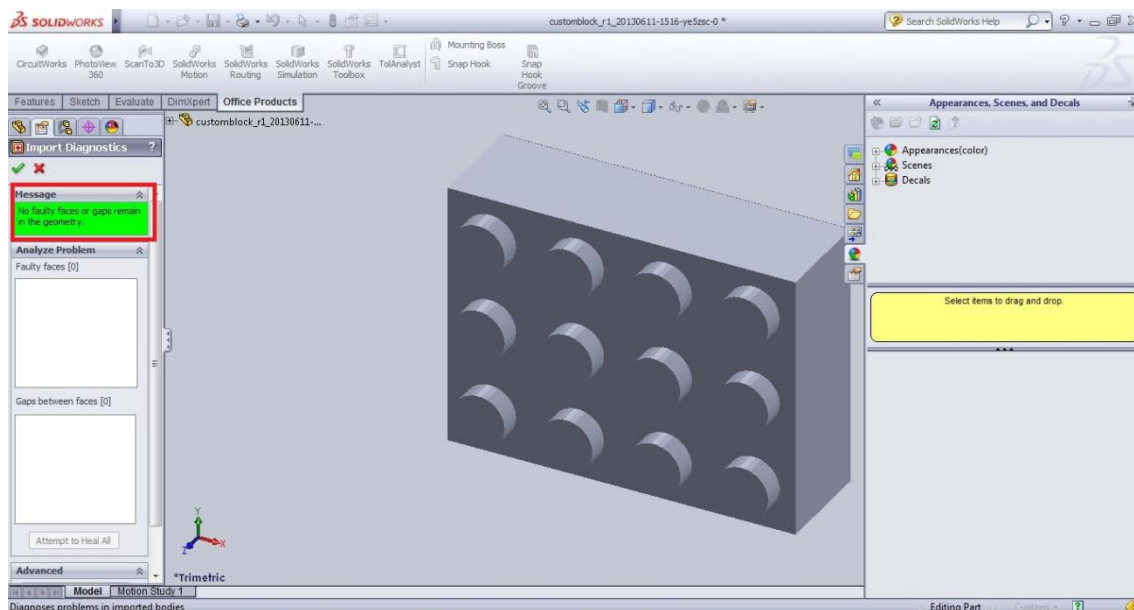 SOLIDWORKS
customblock_r1_20130611-1516-ye5zsc-0 *
Search SolidWorks Help
CircuitWorks
PhotoView
360
ScanTo3D
SolidWorks
Motion
SolidWorks
Routing
SolidWorks
Simulation
SolidWorks
Toolbox
TolAnalyst
Mounting Boss
Snap Hook
Snap
Hook
Groove
Features
Sketch
Evaluate
DimXpert
Office Products
customblock_r1_20130611-...
Import Diagnostics
?
Message
No faulty faces or gaps remain
in the geometry.
Analyze Problem
Faulty faces [0]
Gaps between faces [0]
Attempt to Heal All
Advanced
Y
X
Z
*Trimetric
Appearances, Scenes, and Decals
Appearances(color)
Scenes
Decals
Select items to drag and drop.
Model
Motion Study 1
Diagnoses problems in imported bodies
Editing Part
Custom